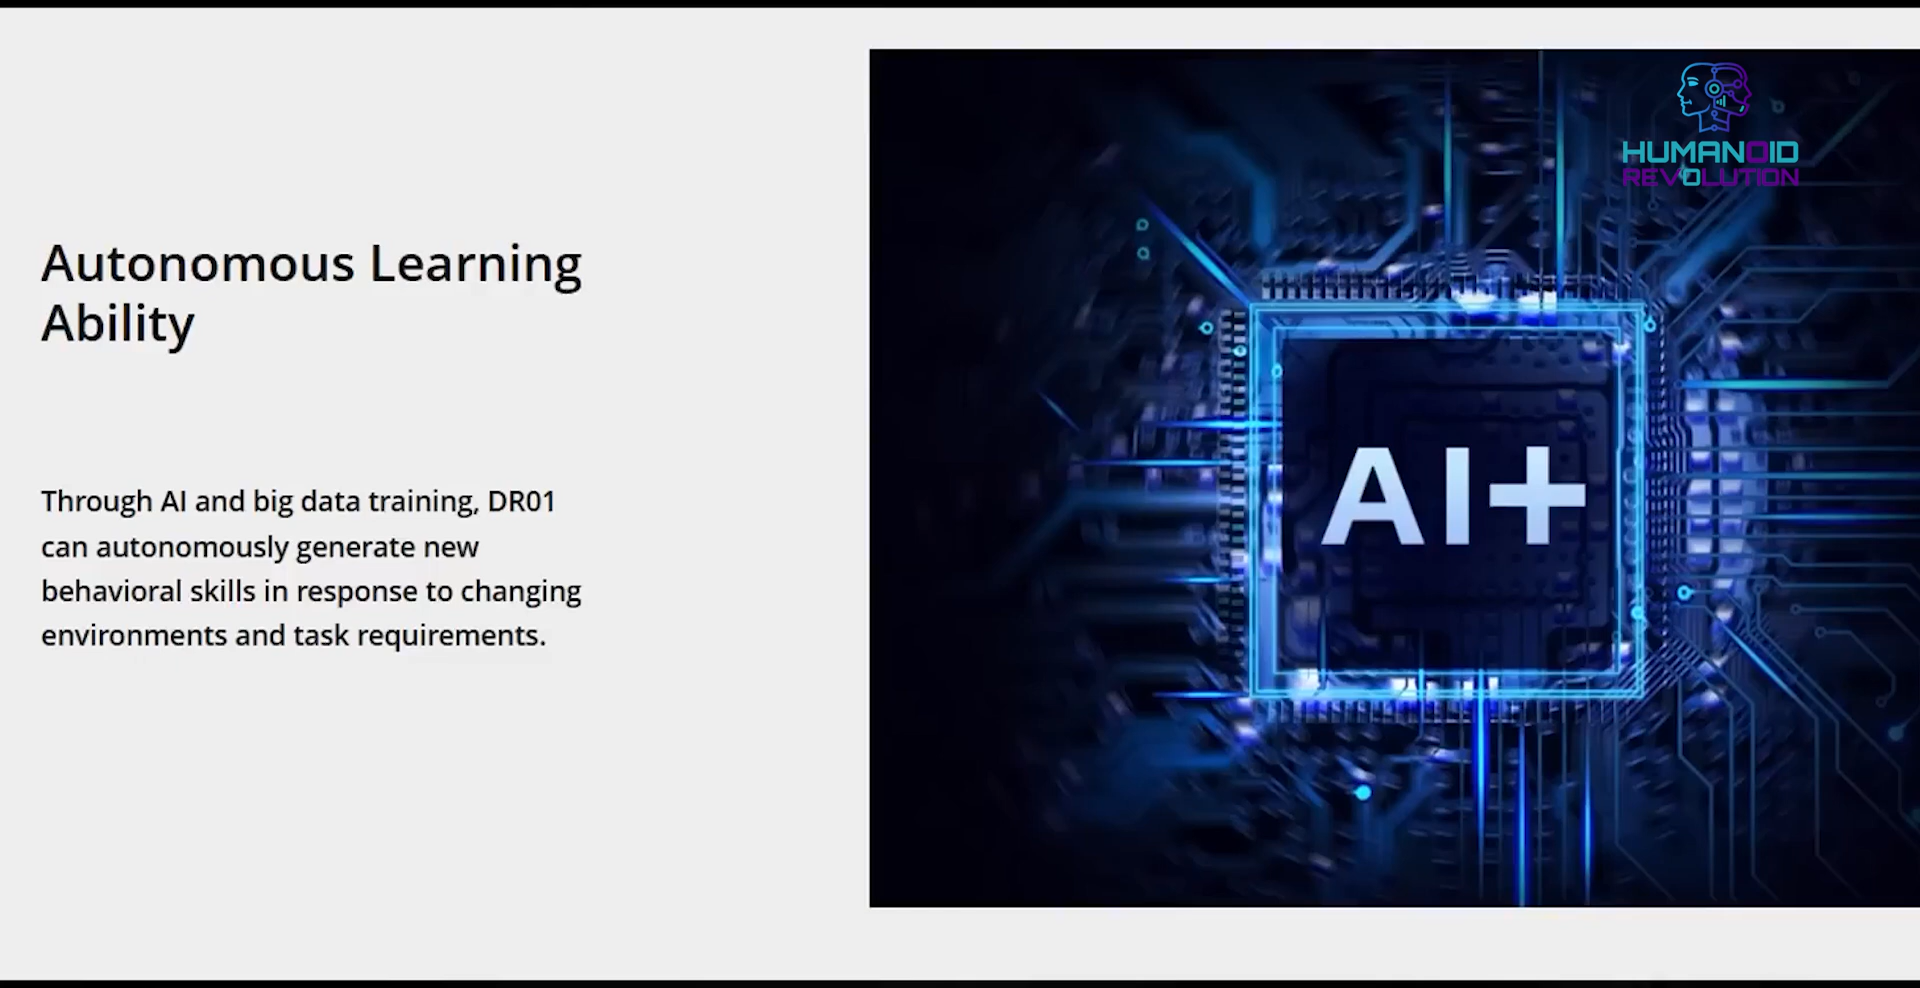 Autonomous Learning
Ability
Through AI and big data training, DR01
can autonomously generate new
behavioral skills in response to changing
environments and task requirements.
HUMANOID
REVOLUTION
AI+